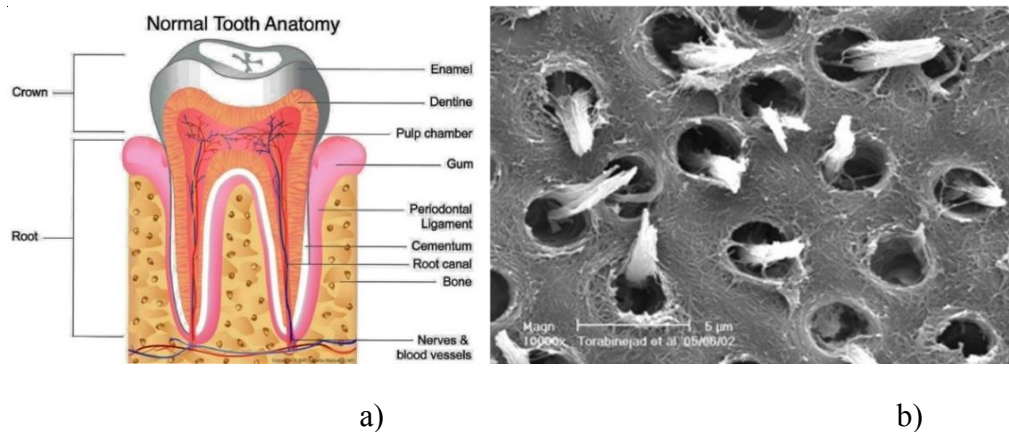 Normal Tooth Anatomy
Crown
Root
Enamel
Dentine
Pulp chamber
Gum
Periodontal
Ligament
Cementum
Root canal
Bone
Nerves &
blood vessels
Magn
5 µm
10000x Torabinejad et al 05/06/02
a)
b)